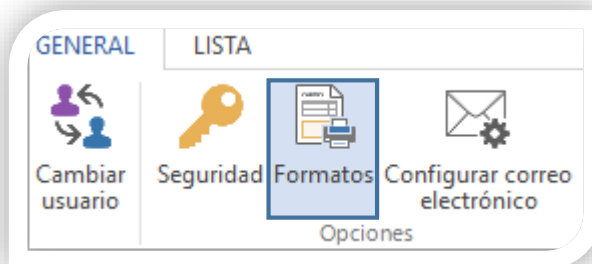 GENERAL LISTA
Cambiar usuario
Seguridad
Formatos
Configurar correo electrónico
Opciones